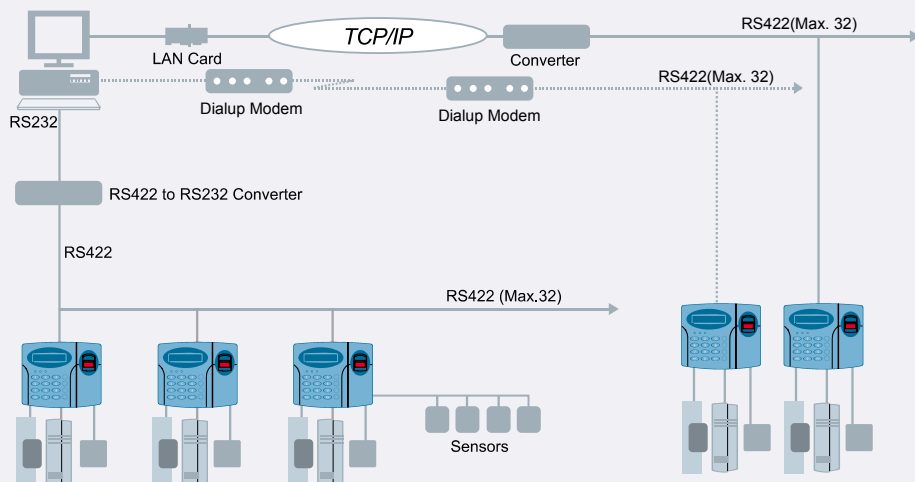 RS422(Max. 32)
TCP/IP
LAN Card
Converter
RS422(Max. 32)
Dialup Modem
Dialup Modem
RS232
RS422 to RS232 Converter
RS422
RS422 (Max.32)
Sensors